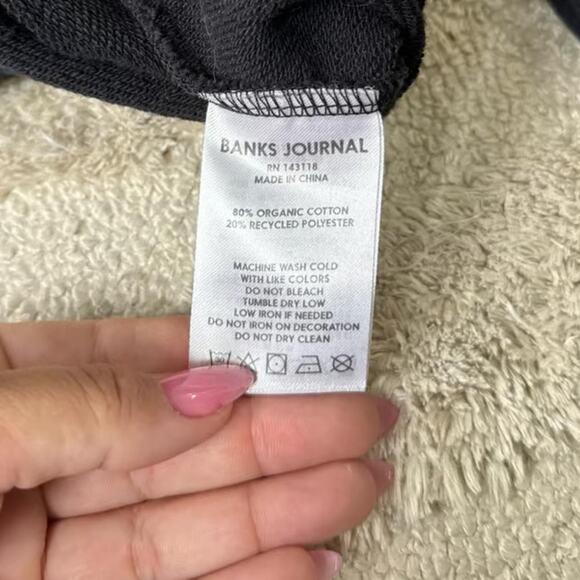 BANKS JOURNAL
RN 143118
MADE IN CHINA
80% ORGANIC COTTON
20% RECYCLED POLYESTER
MACHINE WASH COLD
WITH LIKE COLORS
DO NOT BLEACH
TUMBLE DRY LOW
LOW IRON IF NEEDED
DO NOT IRON ON DECORATION
DO NOT DRY CLEAN